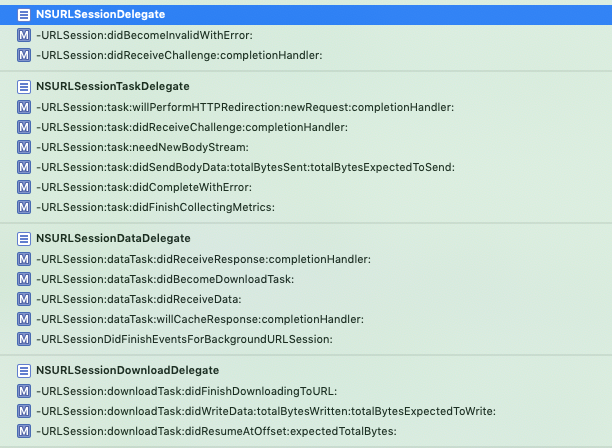 NSURLSessionDelegate
M -URLSession:didBecomeInvalidWithError:
M -URLSession:didReceiveChallenge:completionHandler:
NSURLSessionTaskDelegate
M -URLSession:task:willPerformHTTPRedirection:newRequest:completionHandler:
M -URLSession:task:didReceiveChallenge:completionHandler:
M -URLSession:task:needNewBodyStream:
M -URLSession:task:didSendBodyData:totalBytesSent:totalBytesExpectedToSend:
M -URLSession:task:didCompleteWithError:
M -URLSession:task:didFinishCollectingMetrics:
NSURLSessionDataDelegate
M -URLSession:dataTask:didReceiveResponse:completionHandler:
M -URLSession:dataTask:didBecomeDownloadTask:
M -URLSession:dataTask:didReceiveData:
M -URLSession:dataTask:willCacheResponse:completionHandler:
M -URLSessionDidFinishEventsForBackgroundURLSession:
NSURLSessionDownloadDelegate
M -URLSession:downloadTask:didFinishDownloadingToURL:
M -URLSession:downloadTask:didWriteData:totalBytesWritten:totalBytesExpectedToWrite:
M -URLSession:downloadTask:didResumeAtOffset:expectedTotalBytes: